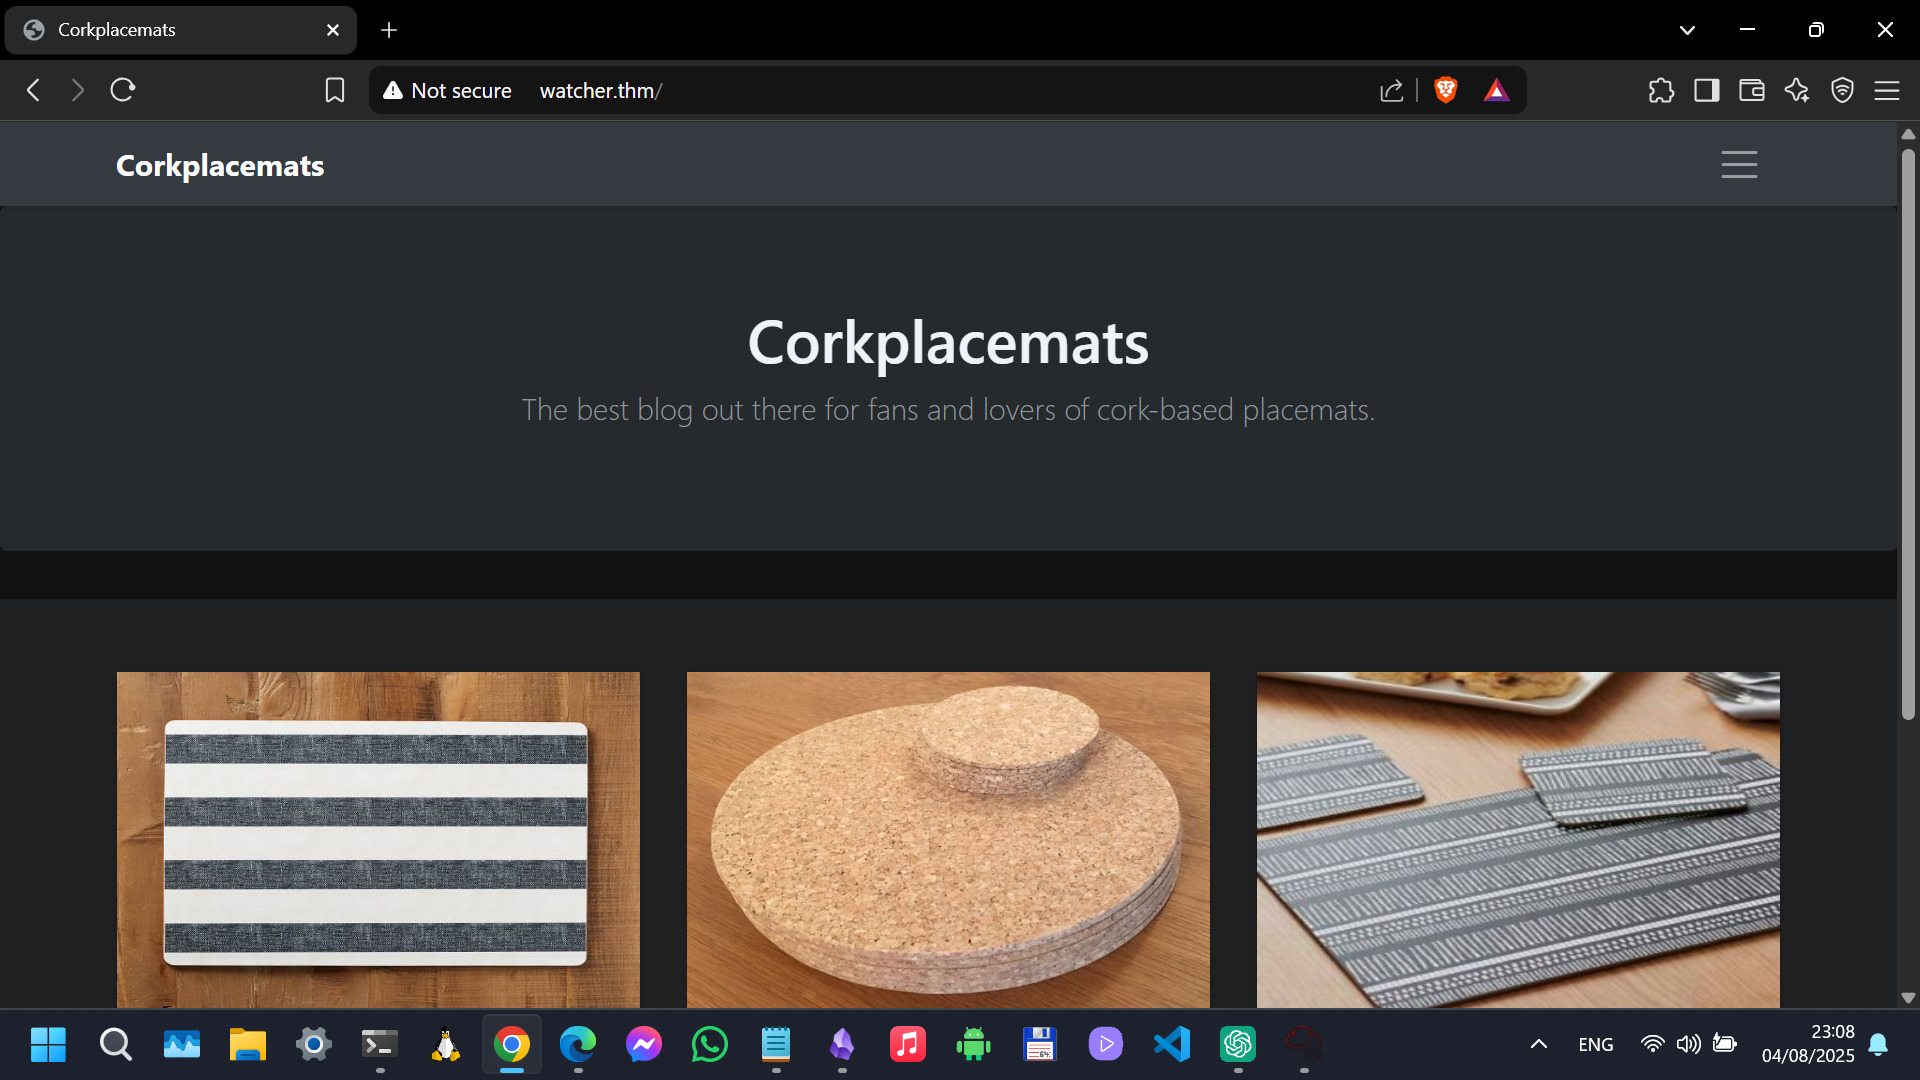 Corkplacemats
Not secure watcher.thm/
Corkplacemats
Corkplacemats
The best blog out there for fans and lovers of cork-based placemats.
64
ENG
23:08
04/08/2025